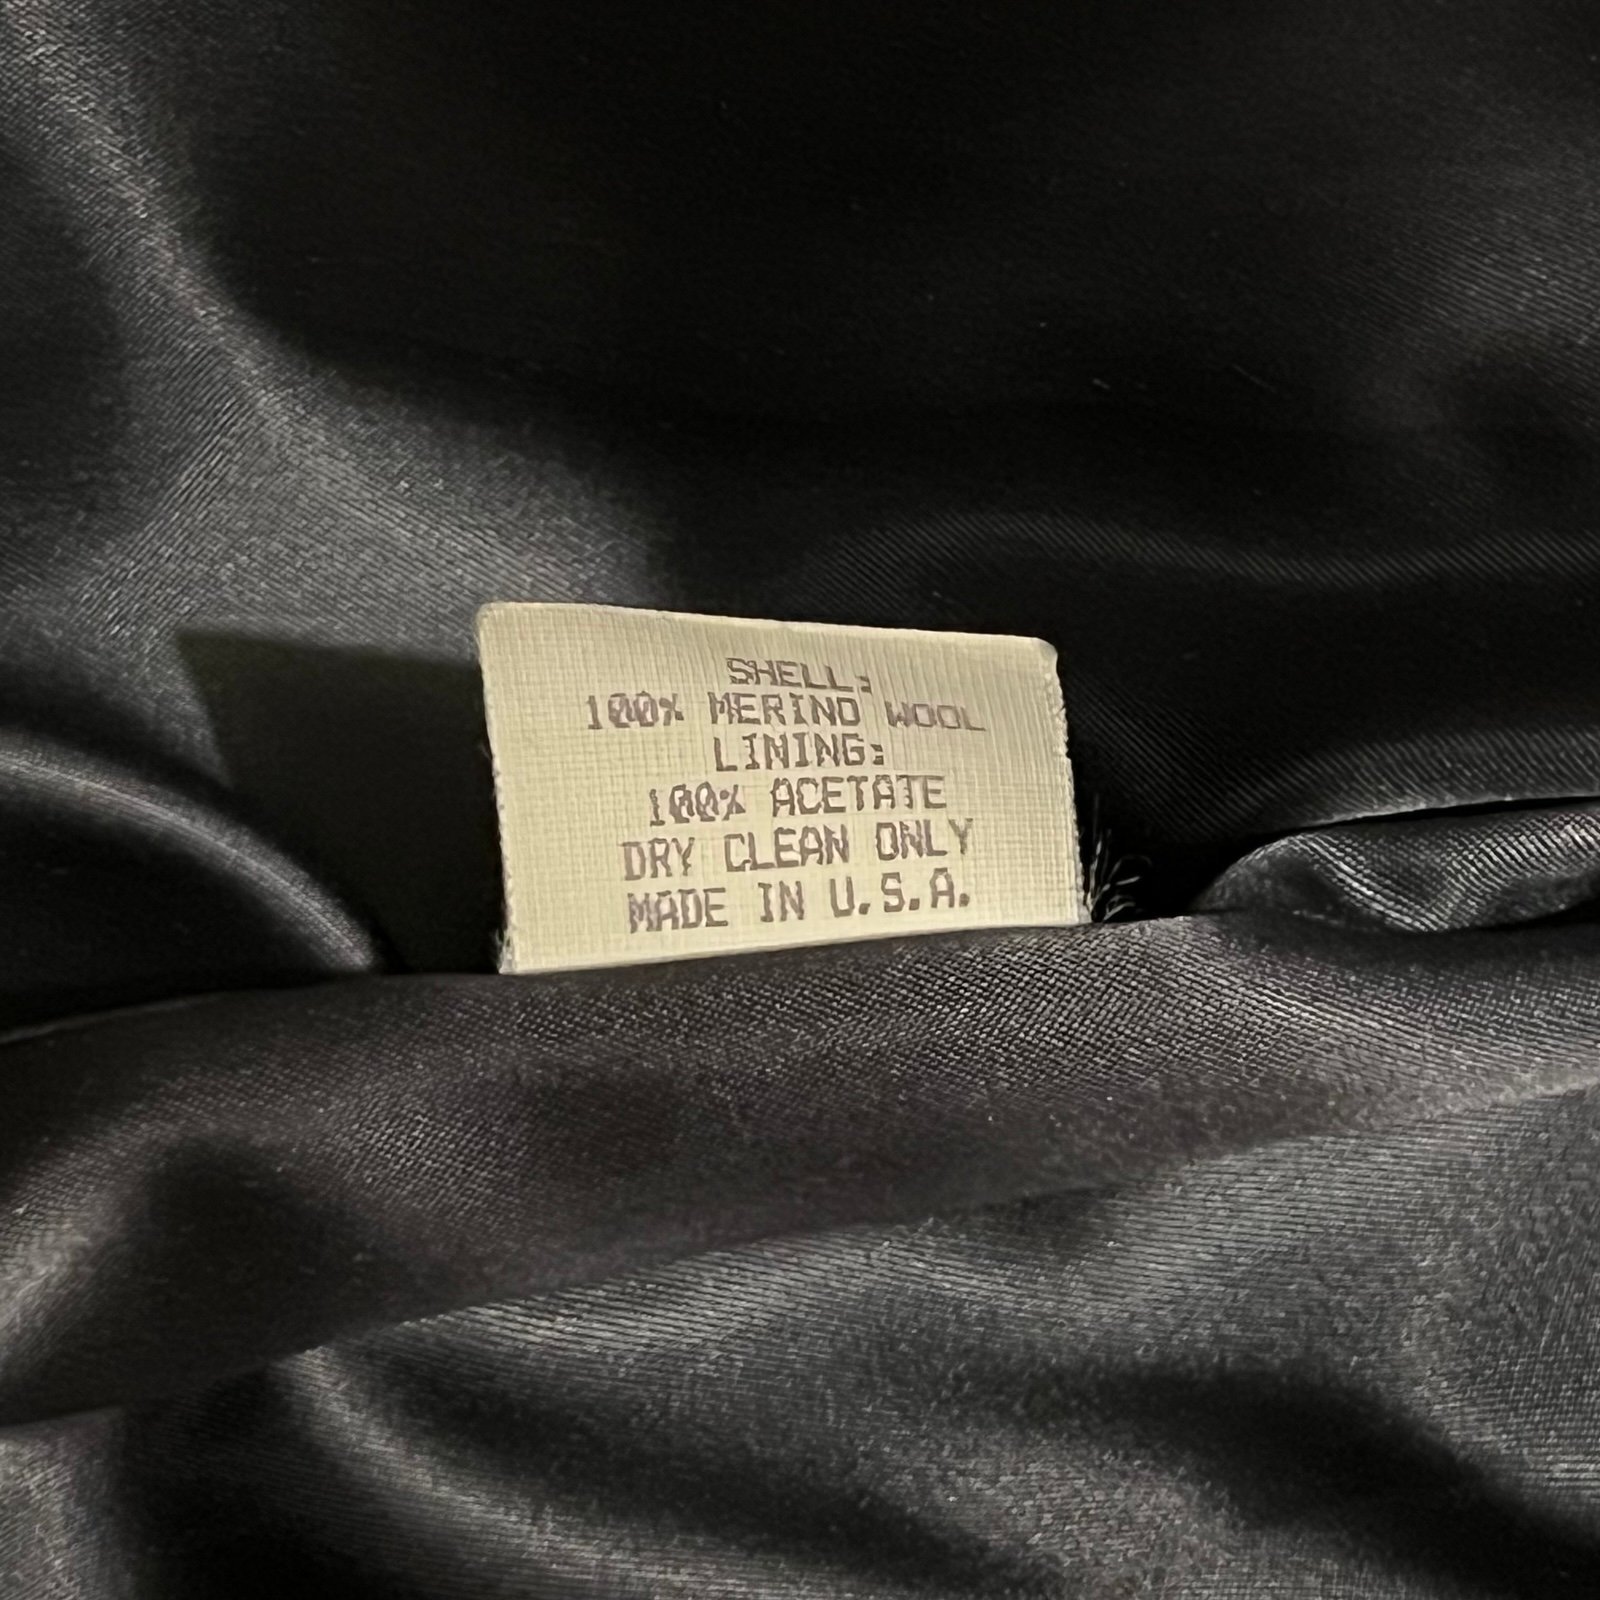 SHELL:
100% MERINO WOOL
LINING:
100% ACETATE
DRY CLEAN ONLY
MADE IN U.S.A.